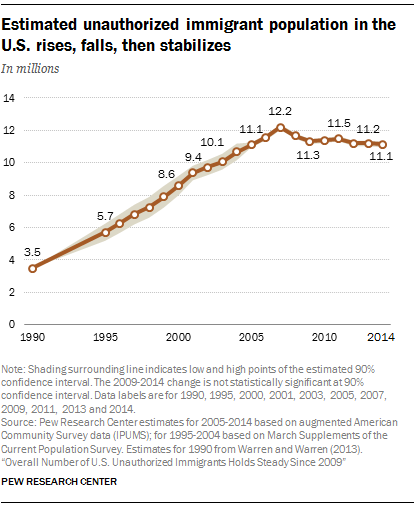 Estimated unauthorized immigrant population in the
U.S. rises, falls, then stabilizes
In millions
14
12
10
8
6
4
2
0
3.5
5.7
8.6
9.4
10.1
11.1
12.2
11.3
11.5
11.2
11.1
1990
1995
2000
2005
2010
2014
Note: Shading surrounding line indicates low and high points of the estimated 90%
confidence interval. The 2009-2014 change is not statistically significant at 90%
confidence interval. Data labels are for 1990, 1995, 2000, 2001, 2003, 2005, 2007,
2009, 2011, 2013 and 2014.
Source: Pew Research Center estimates for 2005-2014 based on augmented American
Community Survey data (IPUMS); for 1995-2004 based on March Supplements of the
Current Population Survey. Estimates for 1990 from Warren and Warren (2013).
"Overall Number of U.S. Unauthorized Immigrants Holds Steady Since 2009"
PEW RESEARCH CENTER